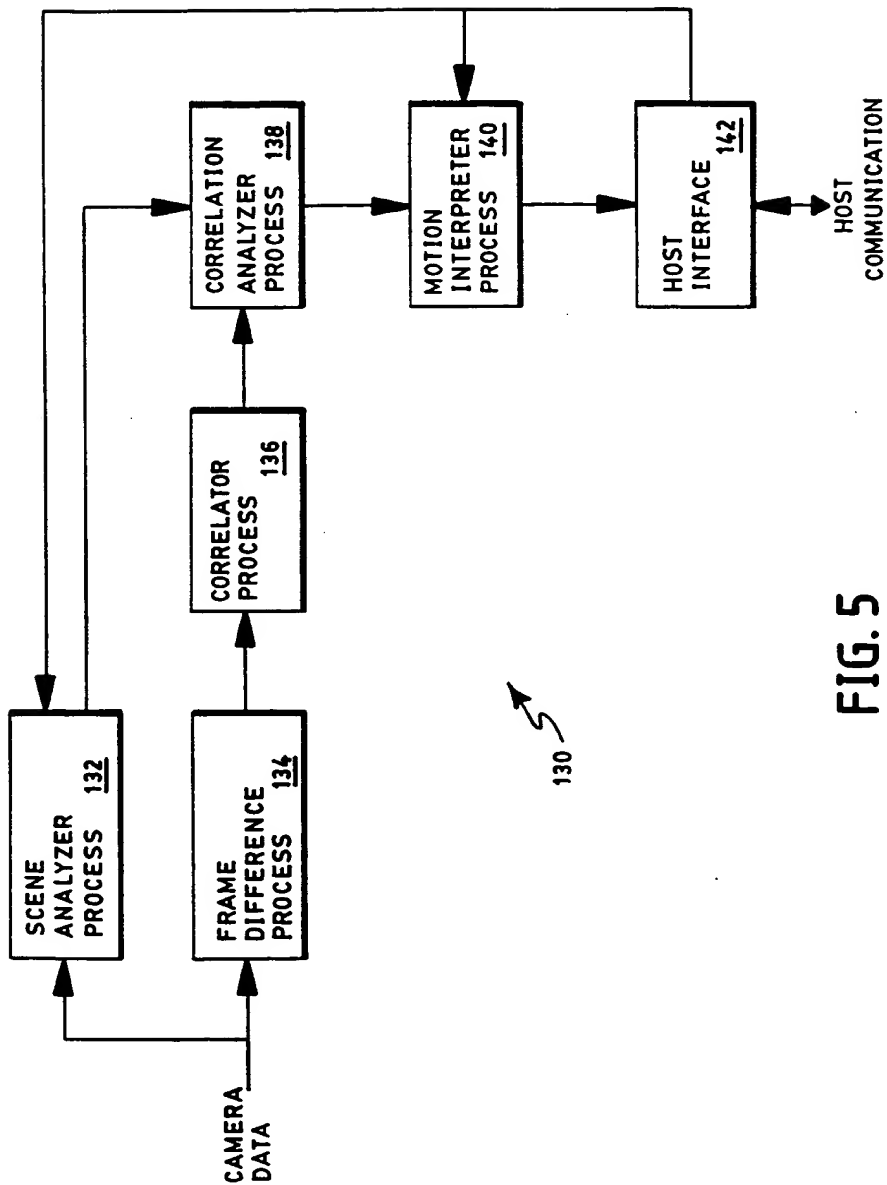 CAMERA
DATA
SCENE
ANALYZER
PROCESS 132
FRAME
DIFFERENCE
PROCESS 134
CORRELATOR
PROCESS 136
CORRELATION
ANALYZER
PROCESS 138
MOTION
INTERPRETER
PROCESS 140
HOST
INTERFACE 142
HOST
COMMUNICATION
130
FIG. 5